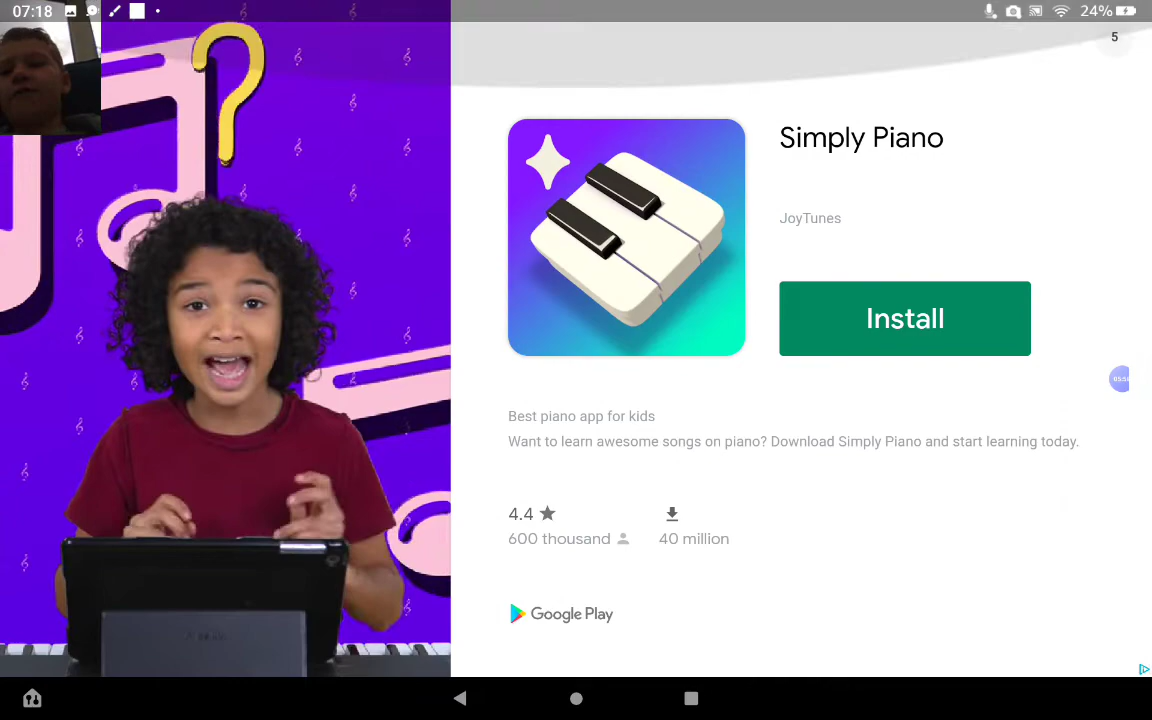 07:18
24%
5
Simply Piano
JoyTunes
Install
Best piano app for kids
Want to learn awesome songs on piano? Download Simply Piano and start learning today.
4.4
600 thousand
40 million
Google Play